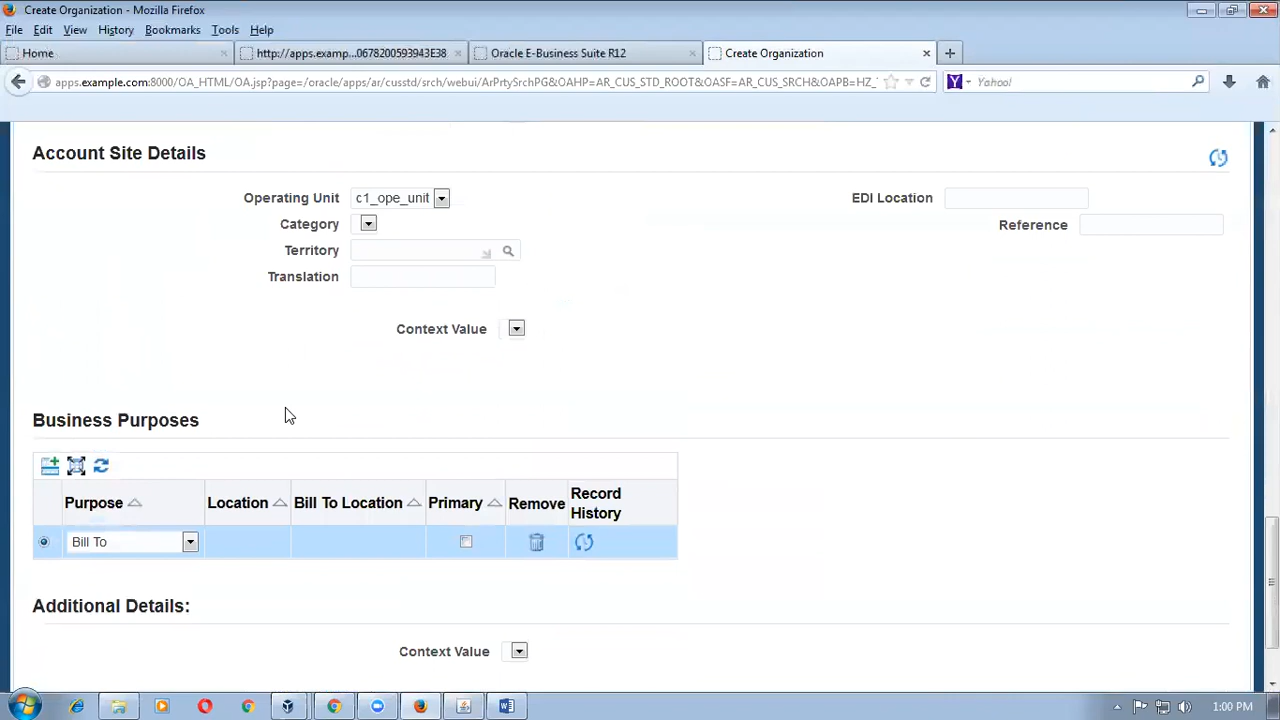 Create Organization - Mozilla Firefox
File Edit View History Bookmarks Tools Help
Home
http://apps.examp...0678200593943E38
Oracle E-Business Suite R12
Create Organization
apps.example.com:8000/OA_HTML/OA.jsp?page=/oracle/apps/ar/cusstd/srch/webui/ArPrtySrchPG&OAHP=AR_CUS_STD_ROOT&OASF=AR_CUS_SRCH&OAPB=HZ_
Yahoo!
Account Site Details
Operating Unit c1_ope_unit
EDI Location
Category
Reference
Territory
Translation
Context Value
Business Purposes
Purpose Location Bill To Location Primary Remove Record History
Bill To
Additional Details:
Context Value
1:00 PM